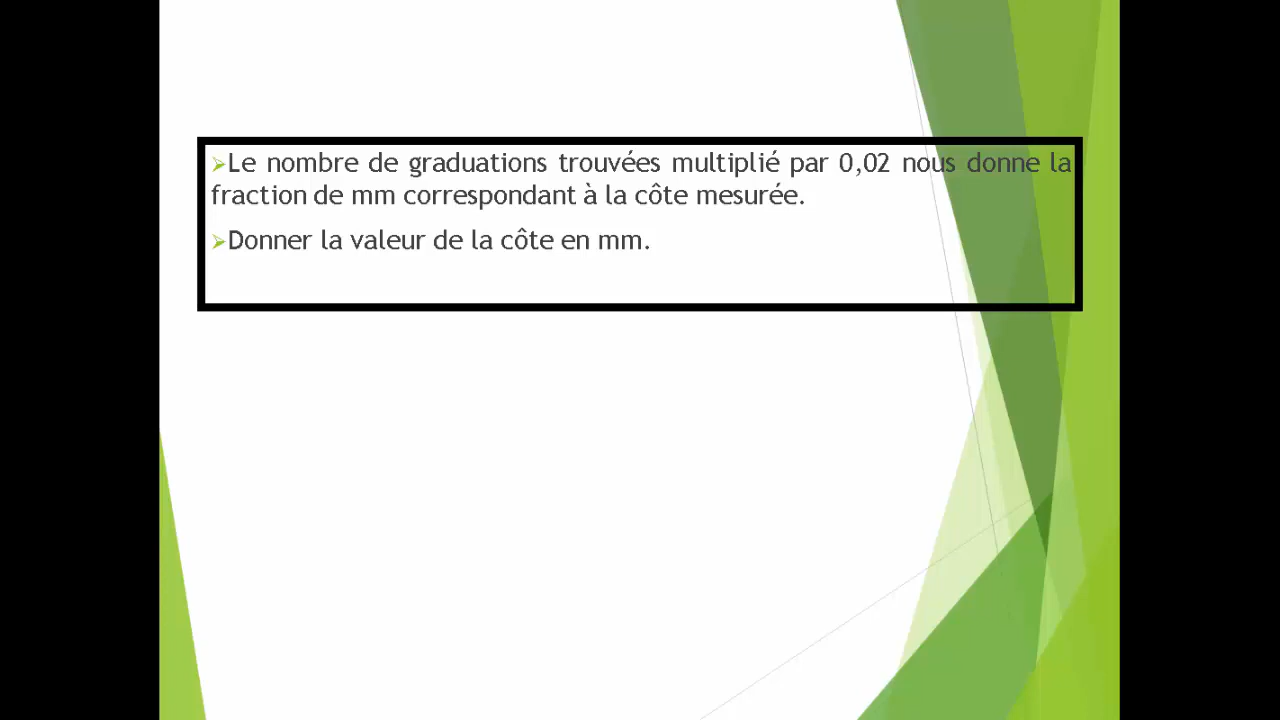 ➢Le nombre de graduations trouvées multiplié par 0,02 nous donne la
fraction de mm correspondant à la côte mesurée.
➢Donner la valeur de la côte en mm.